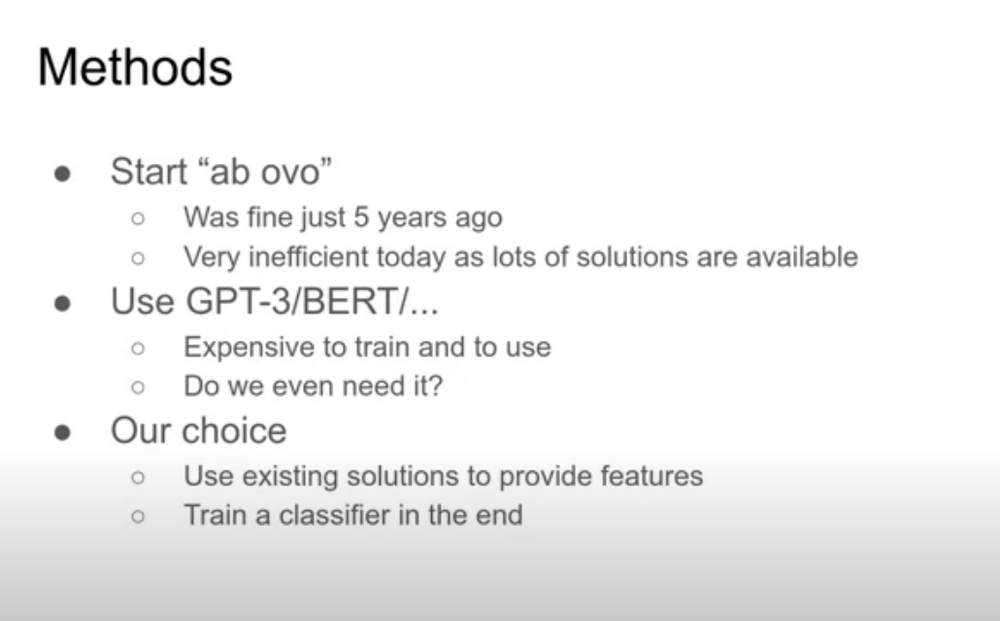 Methods
● Start “ab ovo”
○ Was fine just 5 years ago
○ Very inefficient today as lots of solutions are available
● Use GPT-3/BERT/...
○ Expensive to train and to use
○ Do we even need it?
● Our choice
○ Use existing solutions to provide features
○ Train a classifier in the end